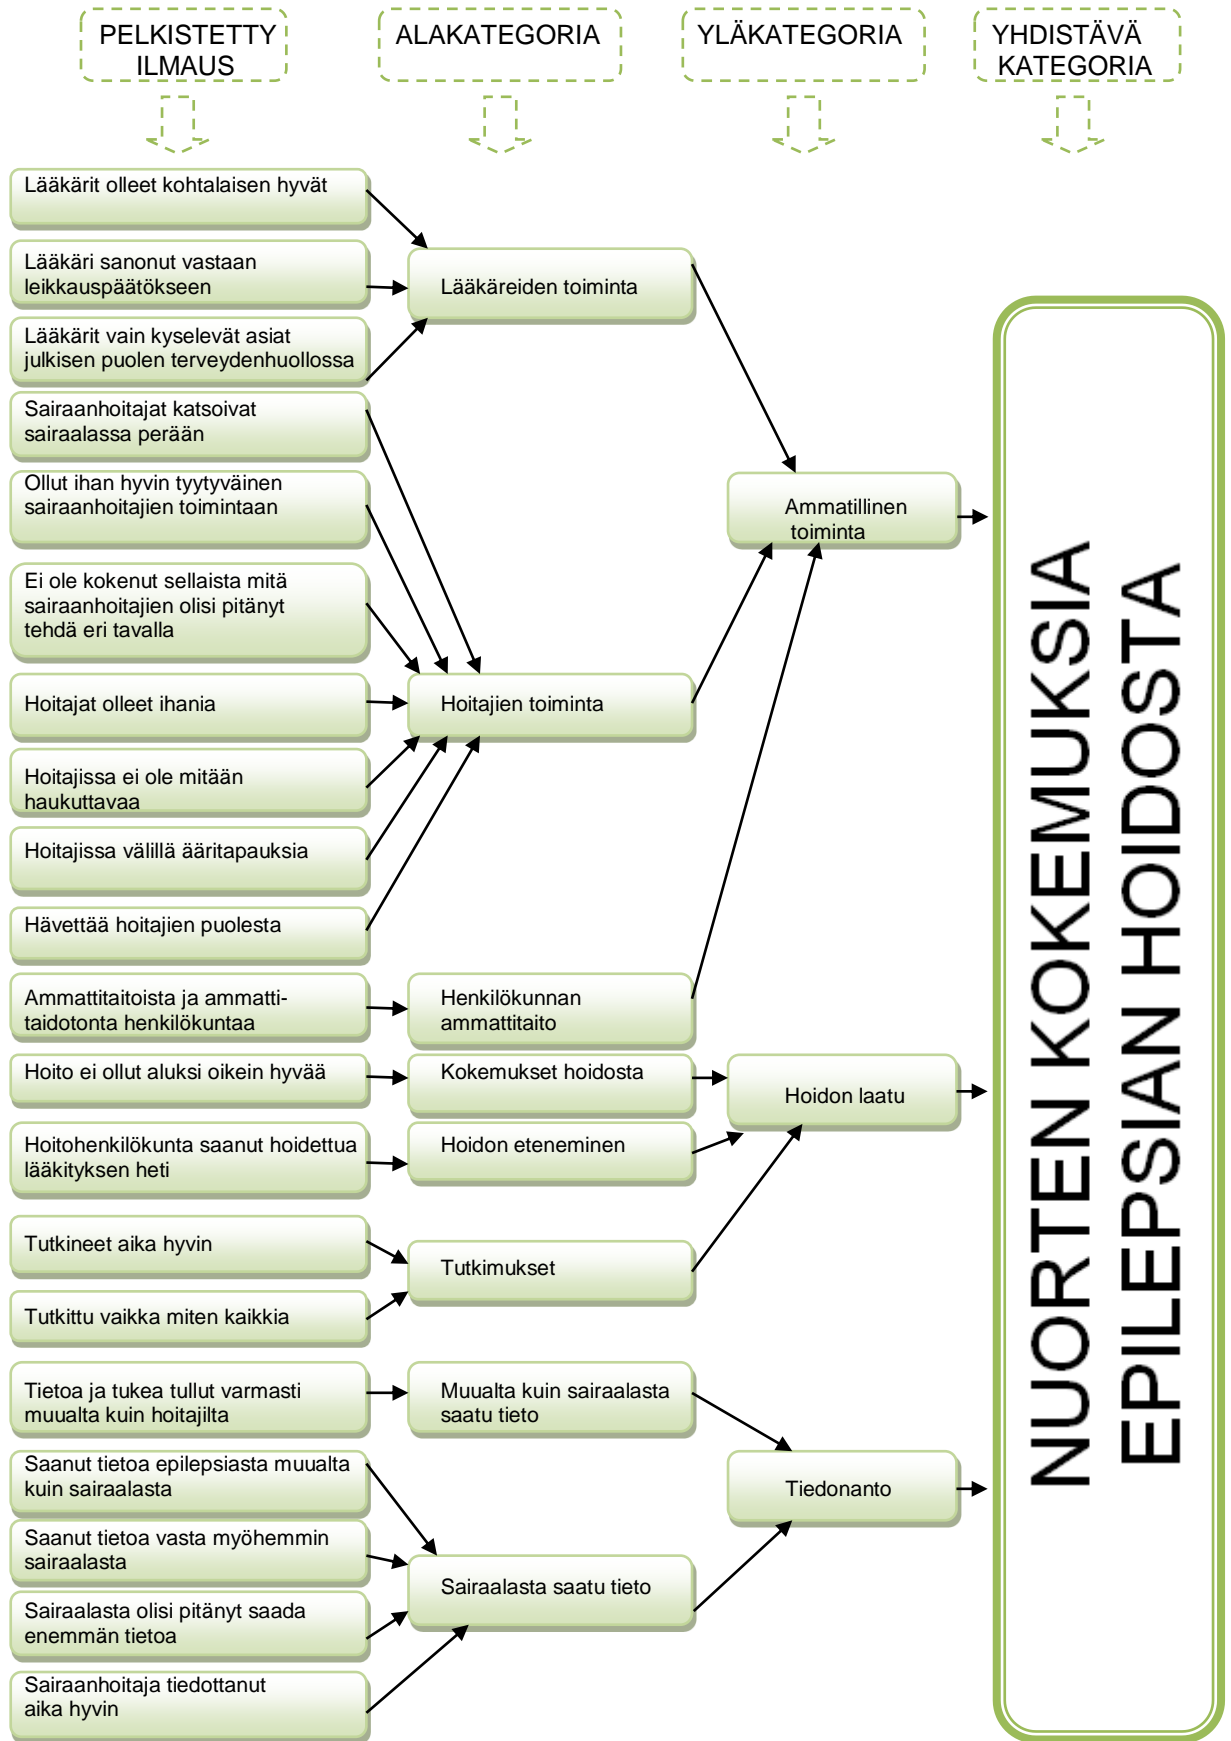 PELKISTETTY
ILMAUS
ALAKATEGORIA
YLÄKATEGORIA
YHDISTÄVÄ
KATEGORIA
Lääkärit olleet kohtalaisen hyvät
Lääkäri sanonut vastaan
leikkauspäätökseen
Lääkärit vain kyselevät asiat
julkisen puolen terveydenhuollossa
Sairaanhoitajat katsoivat
sairaalassa perään
Ollut ihan hyvin tyytyväinen
sairaanhoitajien toimintaan
Ei ole kokenut sellaista mitä
sairaanhoitajien olisi pitänyt
tehdä eri tavalla
Hoitajat olleet ihania
Hoitajissa ei ole mitään
haukuttavaa
Hoitajissa välillä ääritapauksia
Hävettää hoitajien puolesta
Ammattitaitoista ja ammatti-
taidotonta henkilökuntaa
Hoito ei ollut aluksi oikein hyvää
Hoitohenkilökunta saanut hoidettua
lääkityksen heti
Tutkineet aika hyvin
Tutkittu vaikka miten kaikkia
Tietoa ja tukea tullut varmasti
muualta kuin hoitajilta
Saanut tietoa epilepsiasta muualta
kuin sairaalasta
Saanut tietoa vasta myöhemmin
sairaalasta
Sairaalasta olisi pitänyt saada
enemmän tietoa
Sairaanhoitaja tiedottanut
aika hyvin
Lääkäreiden toiminta
Hoitajien toiminta
Henkilökunnan
ammattitaito
Kokemukset hoidosta
Hoidon eteneminen
Tutkimukset
Muualta kuin sairaalasta
saatu tieto
Sairaalasta saatu tieto
Ammatillinen
toiminta
Hoidon laatu
Tiedonanto
NUORTEN KOKEMUKSIA
EPILEPSIAN HOIDOSTA